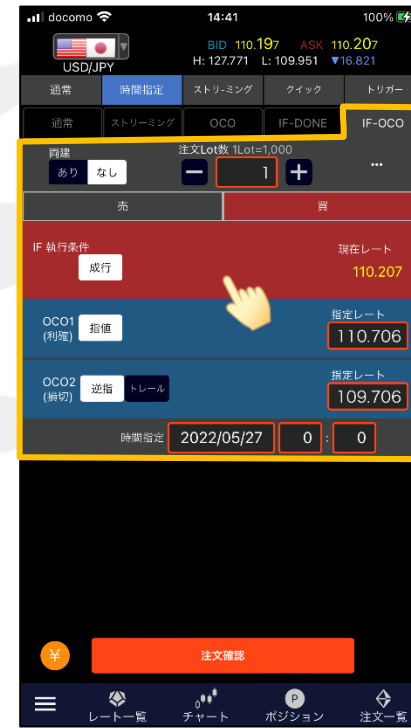 docomo 14:41 100%
BID 110.197 ASK 110.207
USD/JPY H: 127.771 L: 109.951 ▼16.821
通常 時間指定 ストリ-ミング クイック トリガー
通常 ストリーミング OCO IF-DONE IF-OCO
両建 注文Lot数 1Lot=1,000
あり なし 1 ...
売 買
IF 執行条件 現在レート
成行 110.207
指定レート
OCO1 指値 110.706
(利確)
指定レート
OCO2 逆指 トレール 109.706
(損切)
時間指定 2022/05/27 0 : 0
¥ 注文確認
P
レート一覧 チャート ポジション 注文一覧